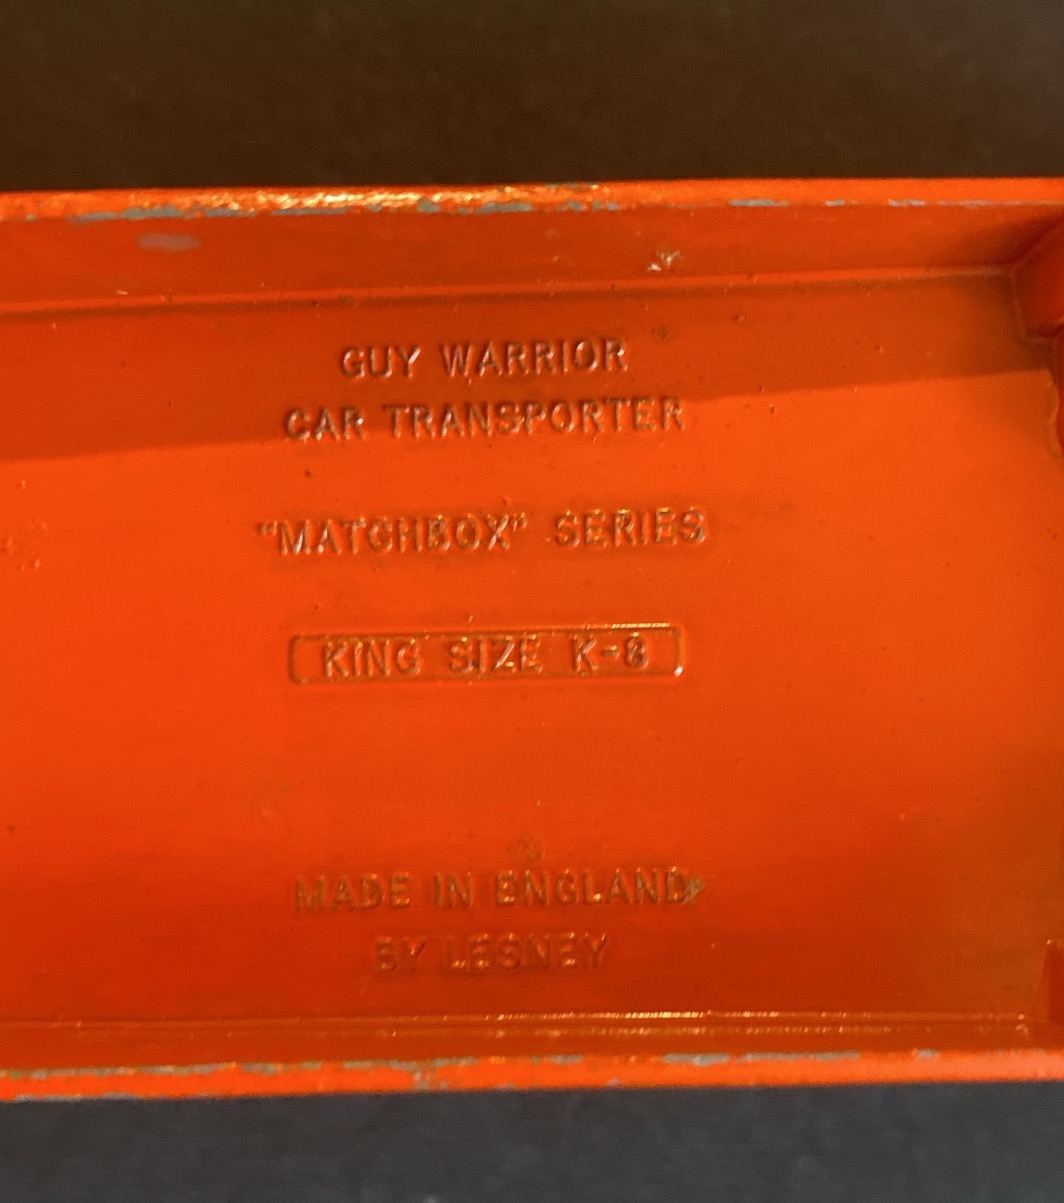 GUY WARRIOR
CAR TRANSPORTER
"MATCHBOX" SERIES
KING SIZE K-8
MADE IN ENGLAND
BY LESNEY